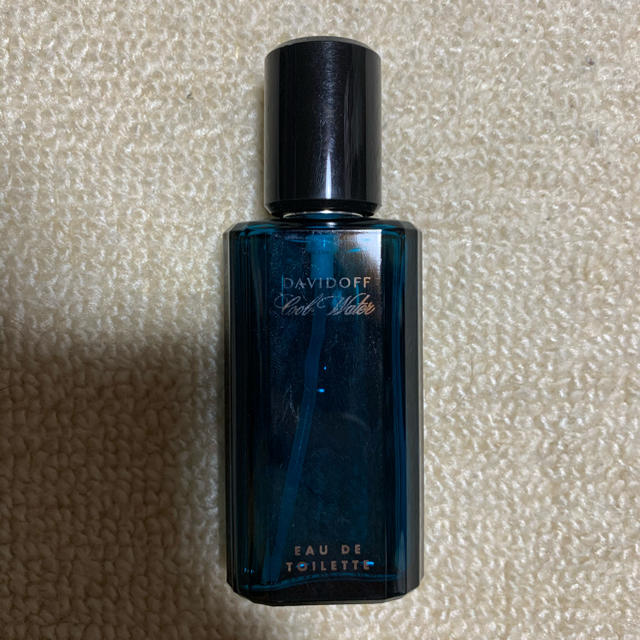 DAVIDOFF
Cool Water
EAU DE
TOILETTE